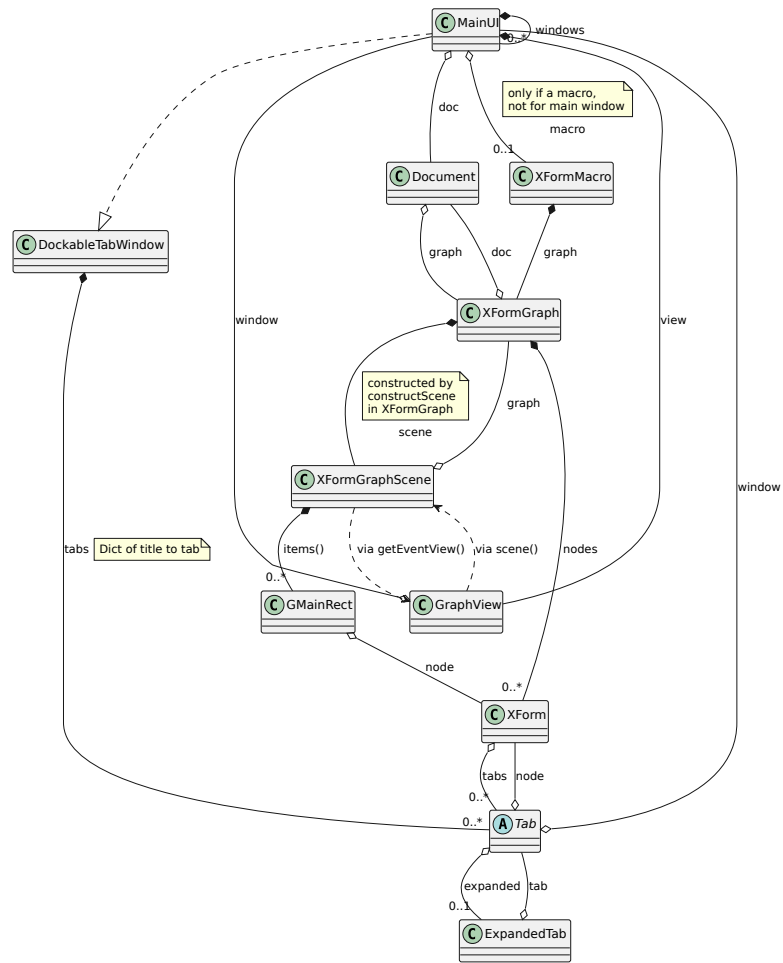 C MainUI
windows
0..*
only if a macro,
not for main window
doc
macro
0..1
C Document
C XFormMacro
C DockableTabWindow
graph
doc
graph
C XFormGraph
window
view
constructed by
constructScene
in XFormGraph
graph
scene
C XFormGraphScene
window
tabs
Dict of title to tab
items()
via getEventView()
via scene()
nodes
0..*
C GMainRect
C GraphView
node
0..*
C XForm
tabs
node
0..*
0..*
A Tab
expanded
tab
0..1
C ExpandedTab